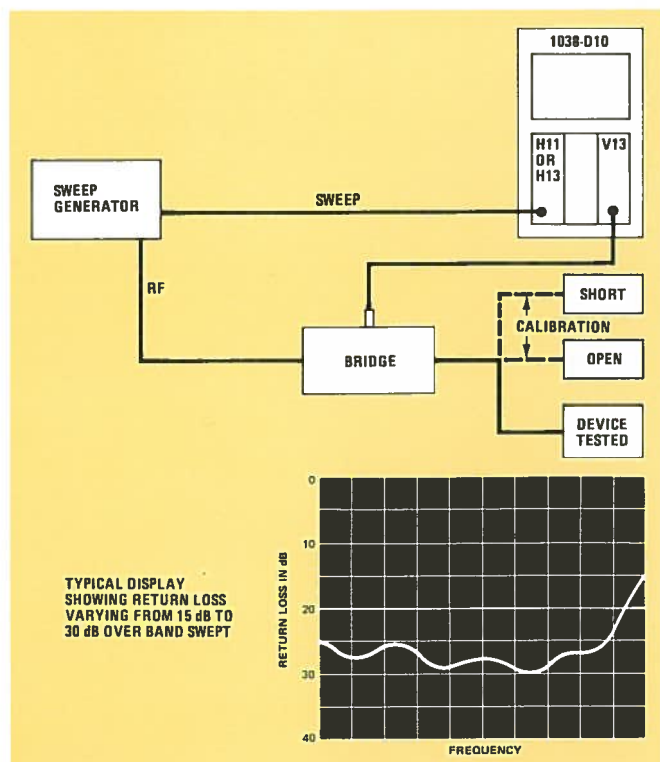 1038-D10
H11
OR
H13
V13
SWEEP
GENERATOR
SWEEP
RF
BRIDGE
SHORT
CALIBRATION
OPEN
DEVICE
TESTED
TYPICAL DISPLAY
SHOWING RETURN LOSS
VARYING FROM 15 dB TO
30 dB OVER BAND SWEPT
RETURN LOSS IN dB
0
10
20
30
40
FREQUENCY